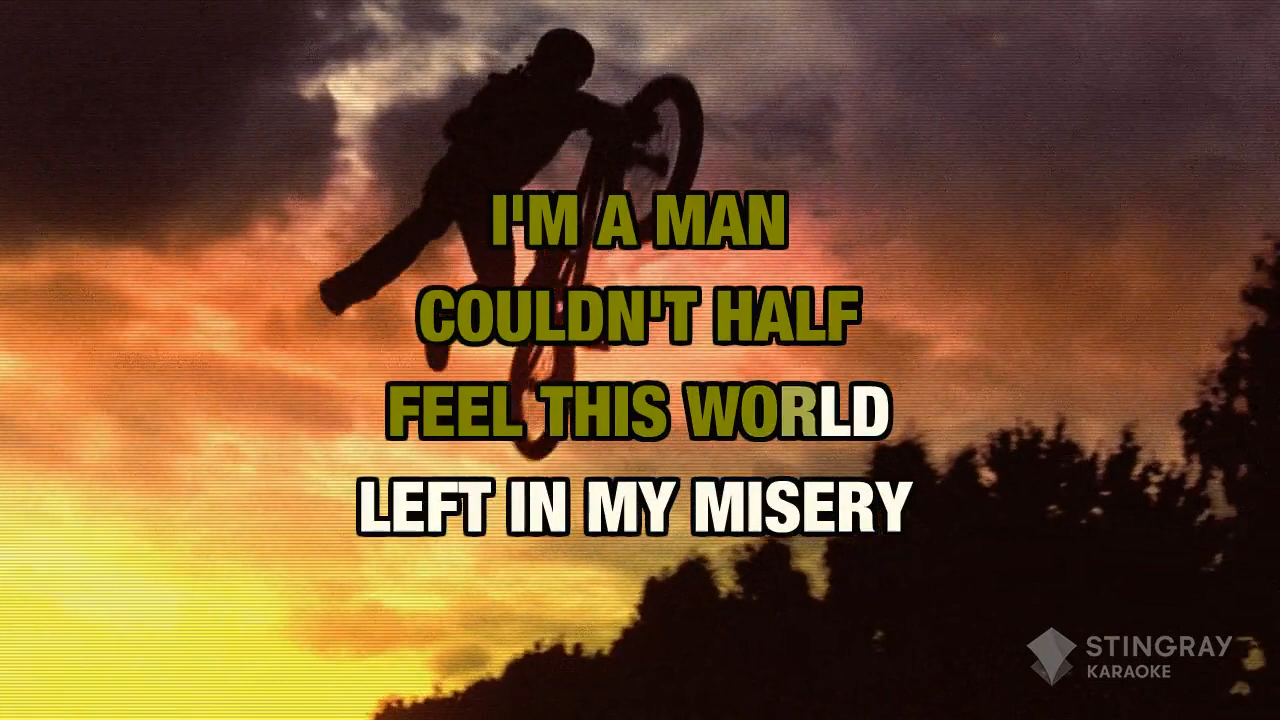 I'M A MAN
COULDN'T HALF
FEEL THIS WORLD
LEFT IN MY MISERY
STINGRAY
KARAOKE